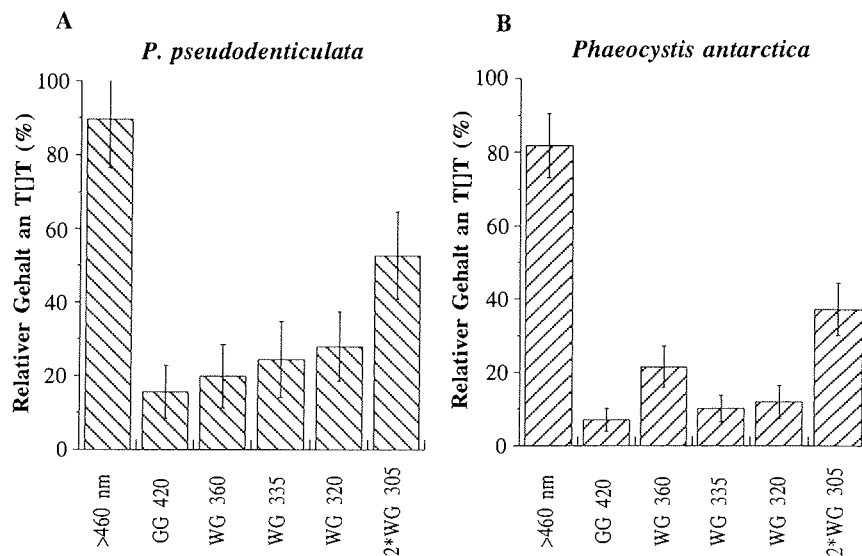 A
P. pseudodenticulata
Relativer Gehalt an T[]T (%)
100
80
60
40
20
0
>460 nm
GG 420
WG 360
WG 335
WG 320
2*WG 305
B
Phaeocystis antarctica
Relativer Gehalt an T[]T (%)
100
80
60
40
20
0
>460 nm
GG 420
WG 360
WG 335
WG 320
2*WG 305